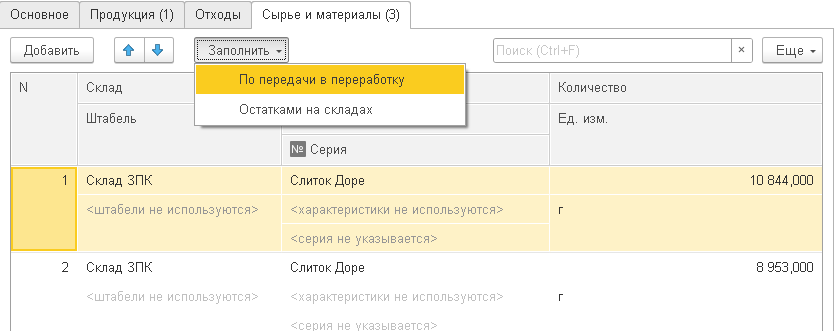 Основное Продукция (1) Отходы Сырье и материалы (3)
Добавить Заполнить Поиск (Ctrl+F) × Еще
По передачи в переработку
Остатками на складах
N Склад Количество
Штабель Ед. изм.
№ Серия
1 Склад ЗПК Слиток Доре 10 844,000
<штабели не используются> <характеристики не используются> г
<серия не указывается>
2 Склад ЗПК Слиток Доре 8 953,000
<штабели не используются> <характеристики не используются> г
<серия не указывается>